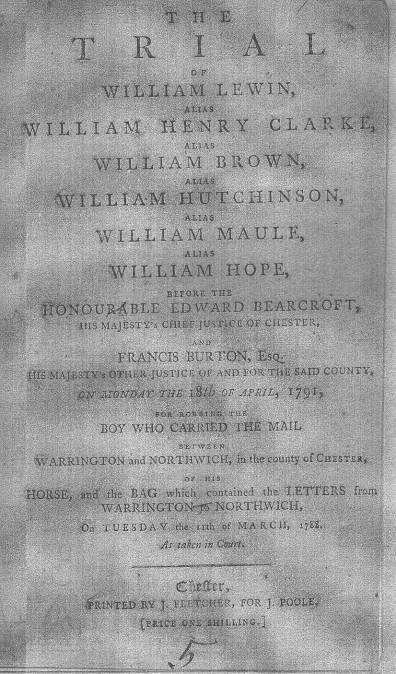 THE
TRIAL
OF
WILLIAM LEWIN,
ALIAS
WILLIAM HENRY CLARKE,
ALIAS
WILLIAM BROWN,
ALIAS
WILLIAM HUTCHINSON,
ALIAS
WILLIAM MAULE,
ALIAS
WILLIAM HOPE,
BEFORE THE
HONOURABLE EDWARD BEARCROFT,
HIS MAJESTY's CHIEF JUSTICE OF CHESTER,
AND
FRANCIS BURTON, Esq.
HIS MAJESTY's OTHER JUSTICE OF AND FOR THE SAID COUNTY,
ON MONDAY THE 18th OF APRIL, 1791,
FOR ROBBING THE
BOY WHO CARRIED THE MAIL
BETWEEN
WARRINGTON and NORTHWICH, in the county of CHESTER,
OF HIS
HORSE, and the BAG which contained the LETTERS from
WARRINGTON to NORTHWICH,
On TUESDAY the 11th of MARCH, 1788.
As taken in Court.
Chester,
PRINTED BY J. FLETCHER, FOR J. POOLE.
[PRICE ONE SHILLING.]
5